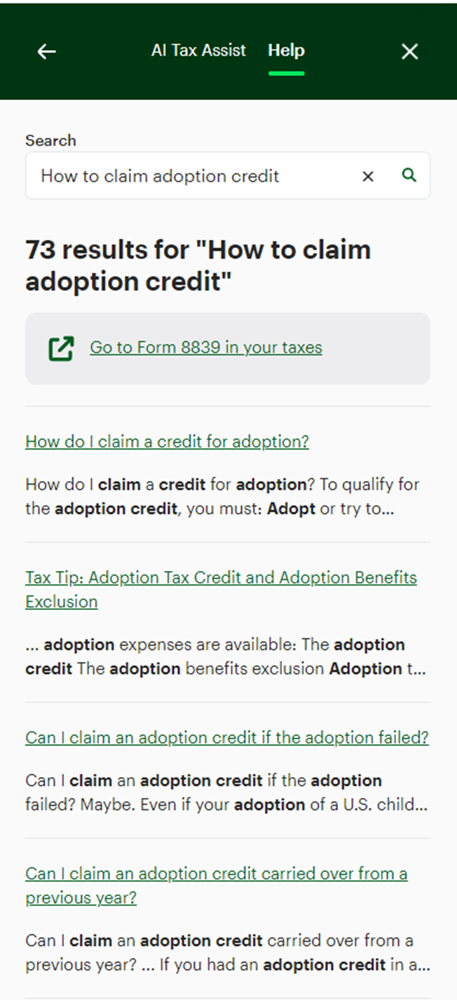 AI Tax Assist Help
Search
How to claim adoption credit
73 results for "How to claim
adoption credit"
Go to Form 8839 in your taxes
How do I claim a credit for adoption?
How do I claim a credit for adoption? To qualify for
the adoption credit, you must: Adopt or try to...
Tax Tip: Adoption Tax Credit and Adoption Benefits
Exclusion
... adoption expenses are available: The adoption
credit The adoption benefits exclusion Adoption t...
Can I claim an adoption credit if the adoption failed?
Can I claim an adoption credit if the adoption
failed? Maybe. Even if your adoption of a U.S. child...
Can I claim an adoption credit carried over from a
previous year?
Can I claim an adoption credit carried over from a
previous year? ... If you had an adoption credit in a...